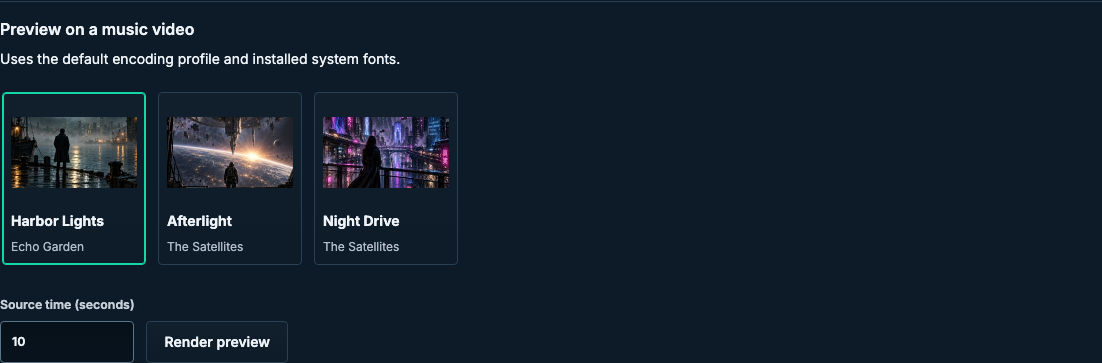 Preview on a music video
Uses the default encoding profile and installed system fonts.
Harbor Lights
Echo Garden
Afterlight
The Satellites
Night Drive
The Satellites
Source time (seconds)
10
Render preview